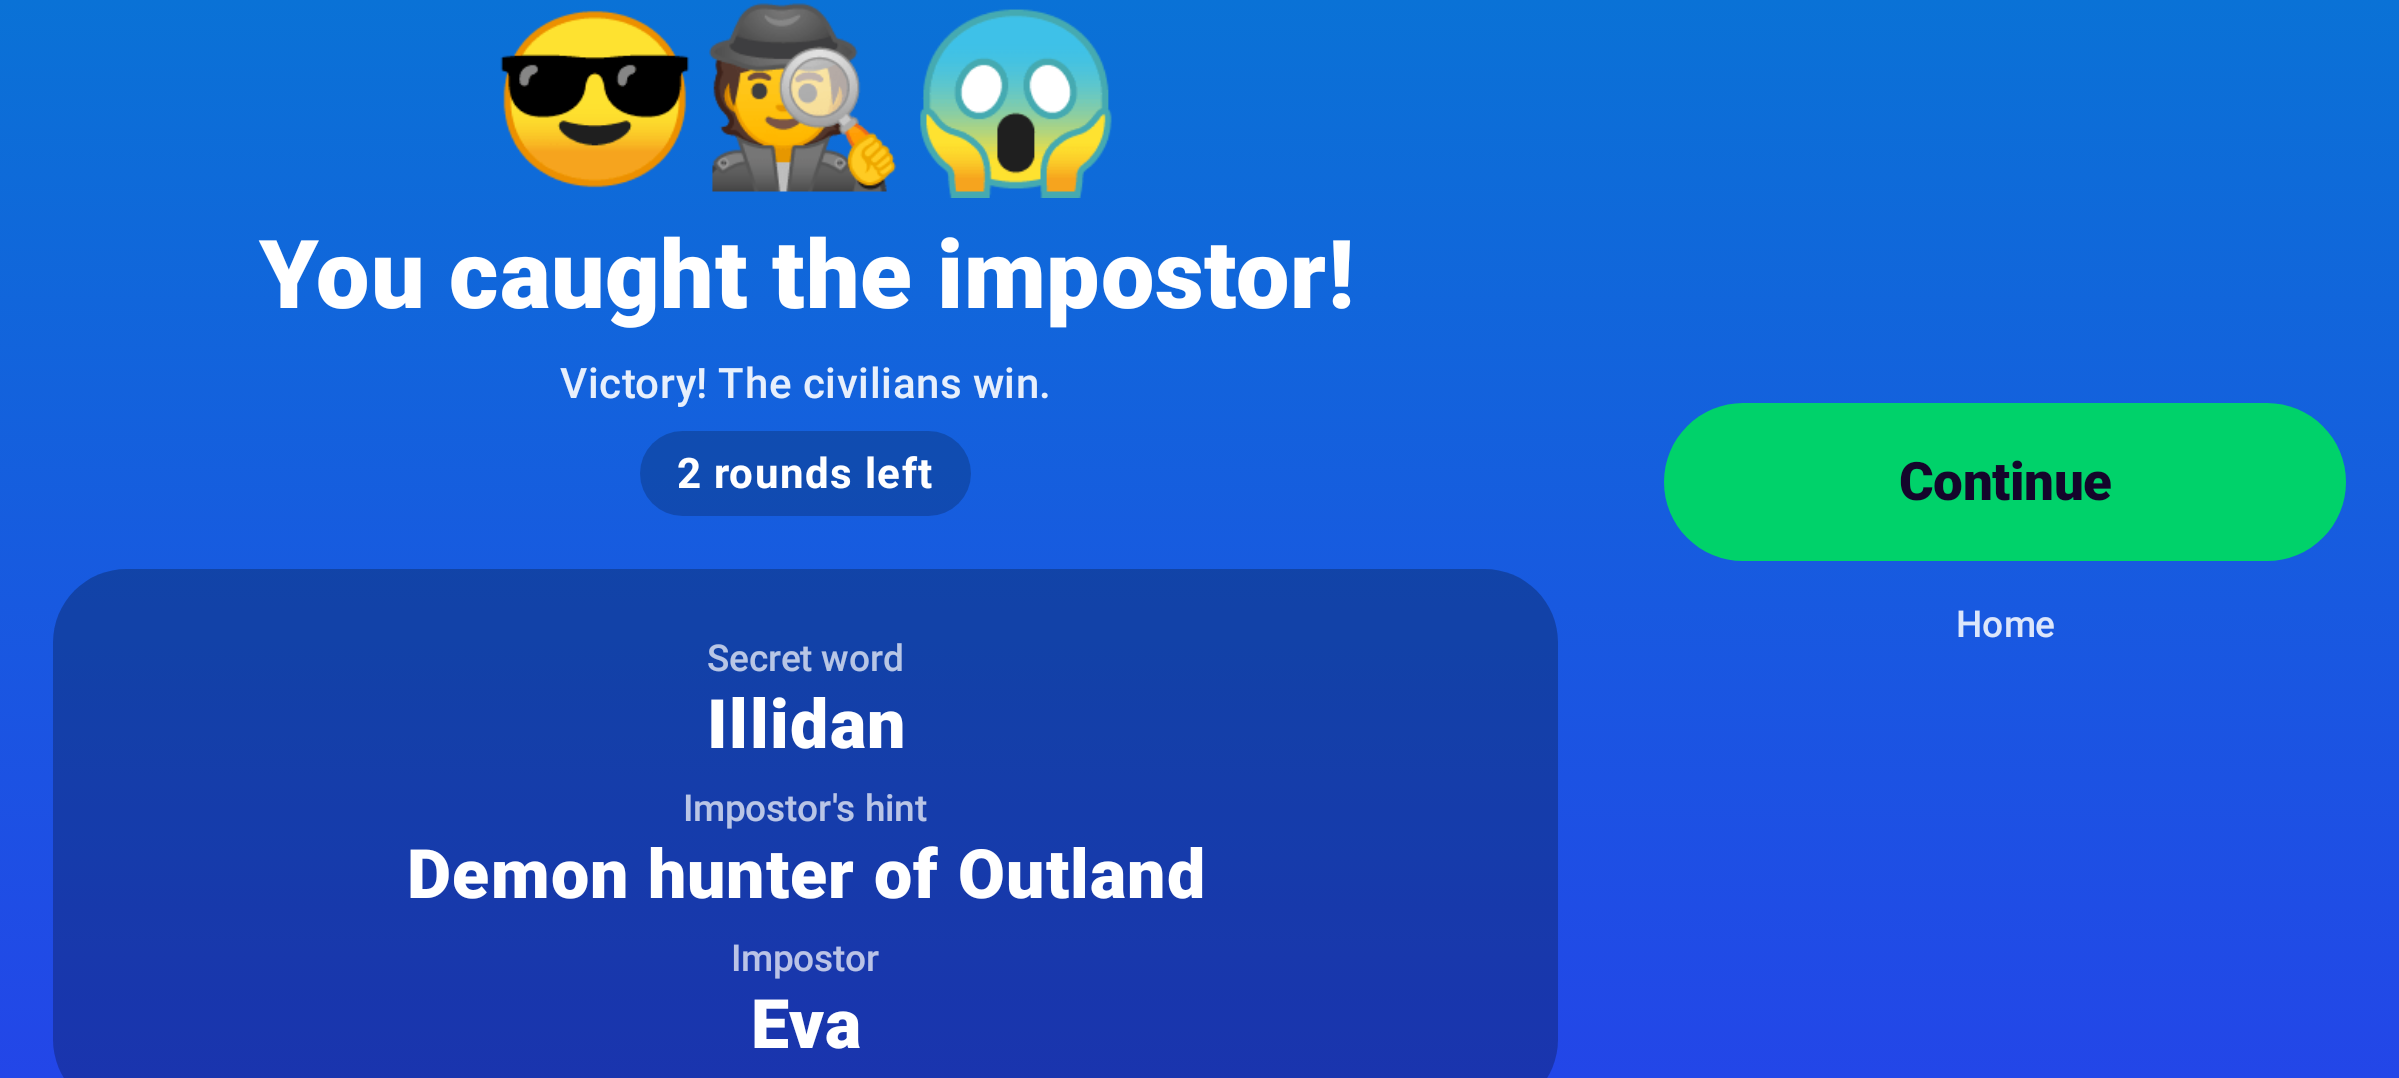 You caught the impostor!
Victory! The civilians win.
2 rounds left
Secret word
Illidan
Impostor's hint
Demon hunter of Outland
Impostor
Eva
Continue
Home